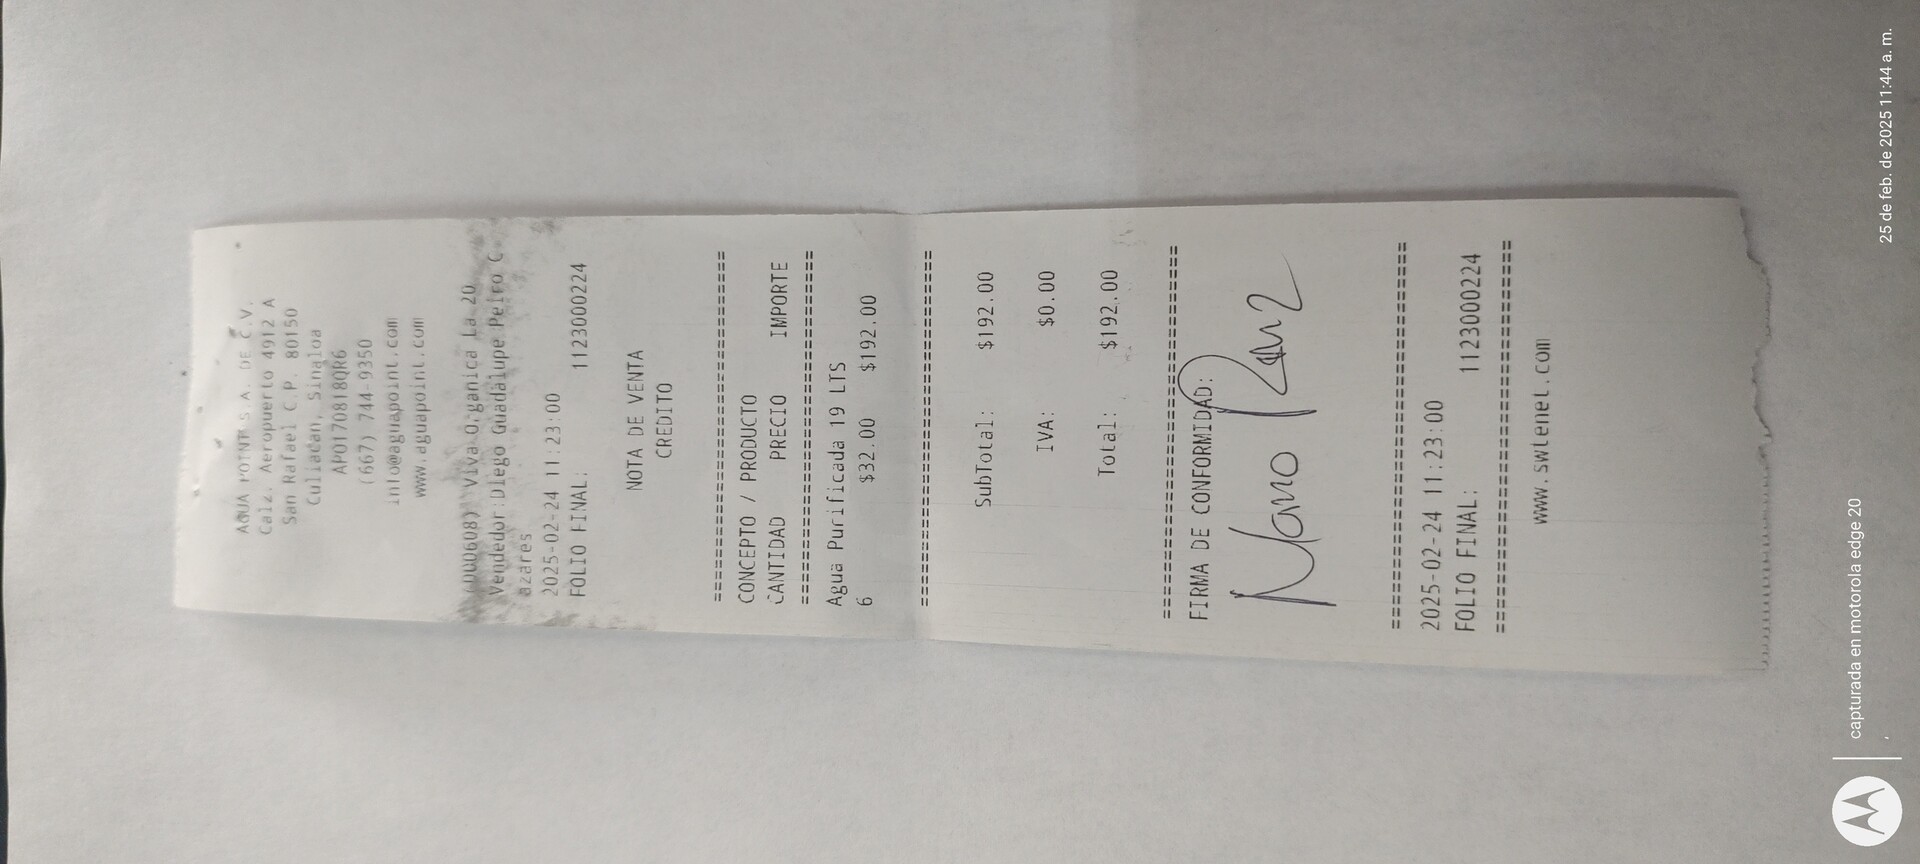 AGUA POINT S.A. DE C.V.
Calz. Aeropuerto 4912 A
San Rafael C.P. 80150
Culiacan, Sinaloa
APO170818QR6
(667) 744-9350
info@aguapoint.com
www.aguapoint.com
(000608) Viva Organica La 20
Vendedor:Diego Guadalupe Peiro C
azares
2025-02-24 11:23:00
FOLIO FINAL: 1123000224
NOTA DE VENTA
CREDITO
================================
CONCEPTO / PRODUCTO
CANTIDAD PRECIO IMPORTE
================================
Agua Purificada 19 LTS
6 $32.00 $192.00
================================
SubTotal: $192.00
IVA: $0.00
Total: $192.00
================================
FIRMA DE CONFORMIDAD:
================================
2025-02-24 11:23:00
FOLIO FINAL: 1123000224
================================
www.swtenet.com
capturada en motorola edge 20
25 de feb. de 2025 11:44 a. m.